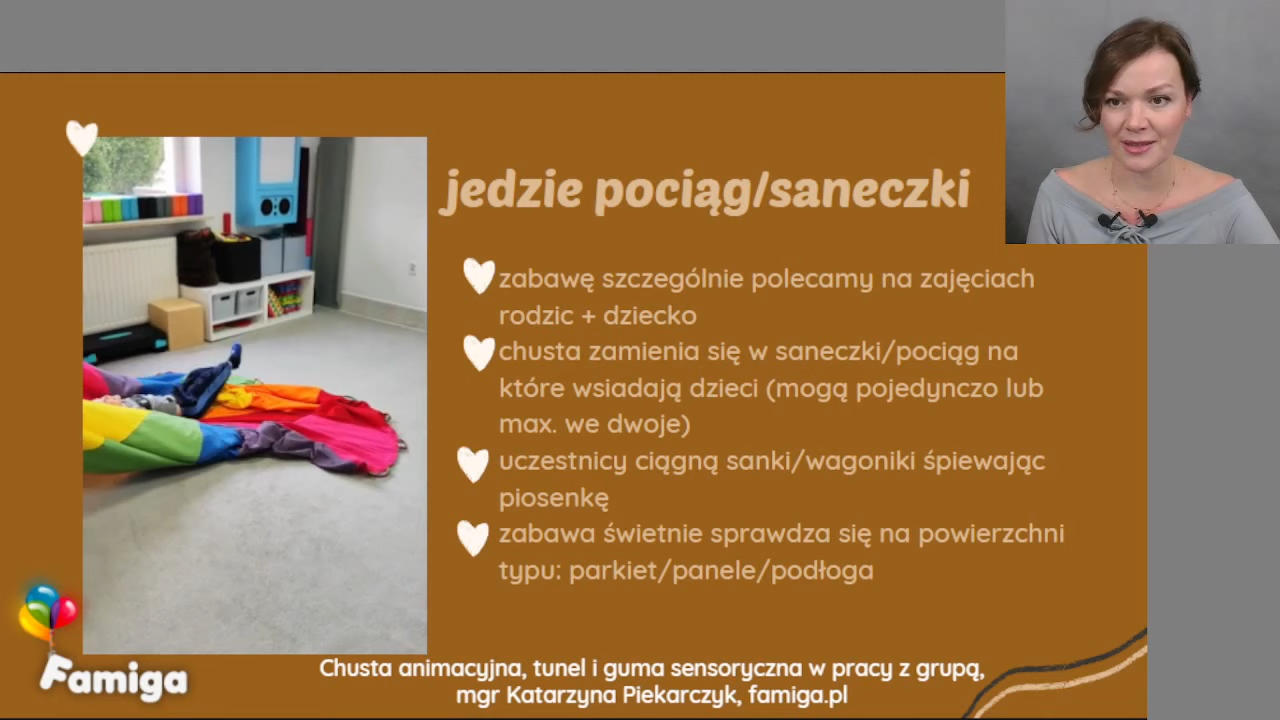 jedzie pociąg/saneczki
zabawę szczególnie polecamy na zajęciach
rodzic + dziecko
chusta zamienia się w saneczki/pociąg na
które wsiadają dzieci (mogą pojedynczo lub
max. we dwoje)
uczestnicy ciągną sanki/wagoniki śpiewając
piosenkę
zabawa świetnie sprawdza się na powierzchni
typu: parkiet/panele/podłoga
Famiga
Chusta animacyjna, tunel i guma sensoryczna w pracy z grupą,
mgr Katarzyna Piekarczyk, famiga.pl